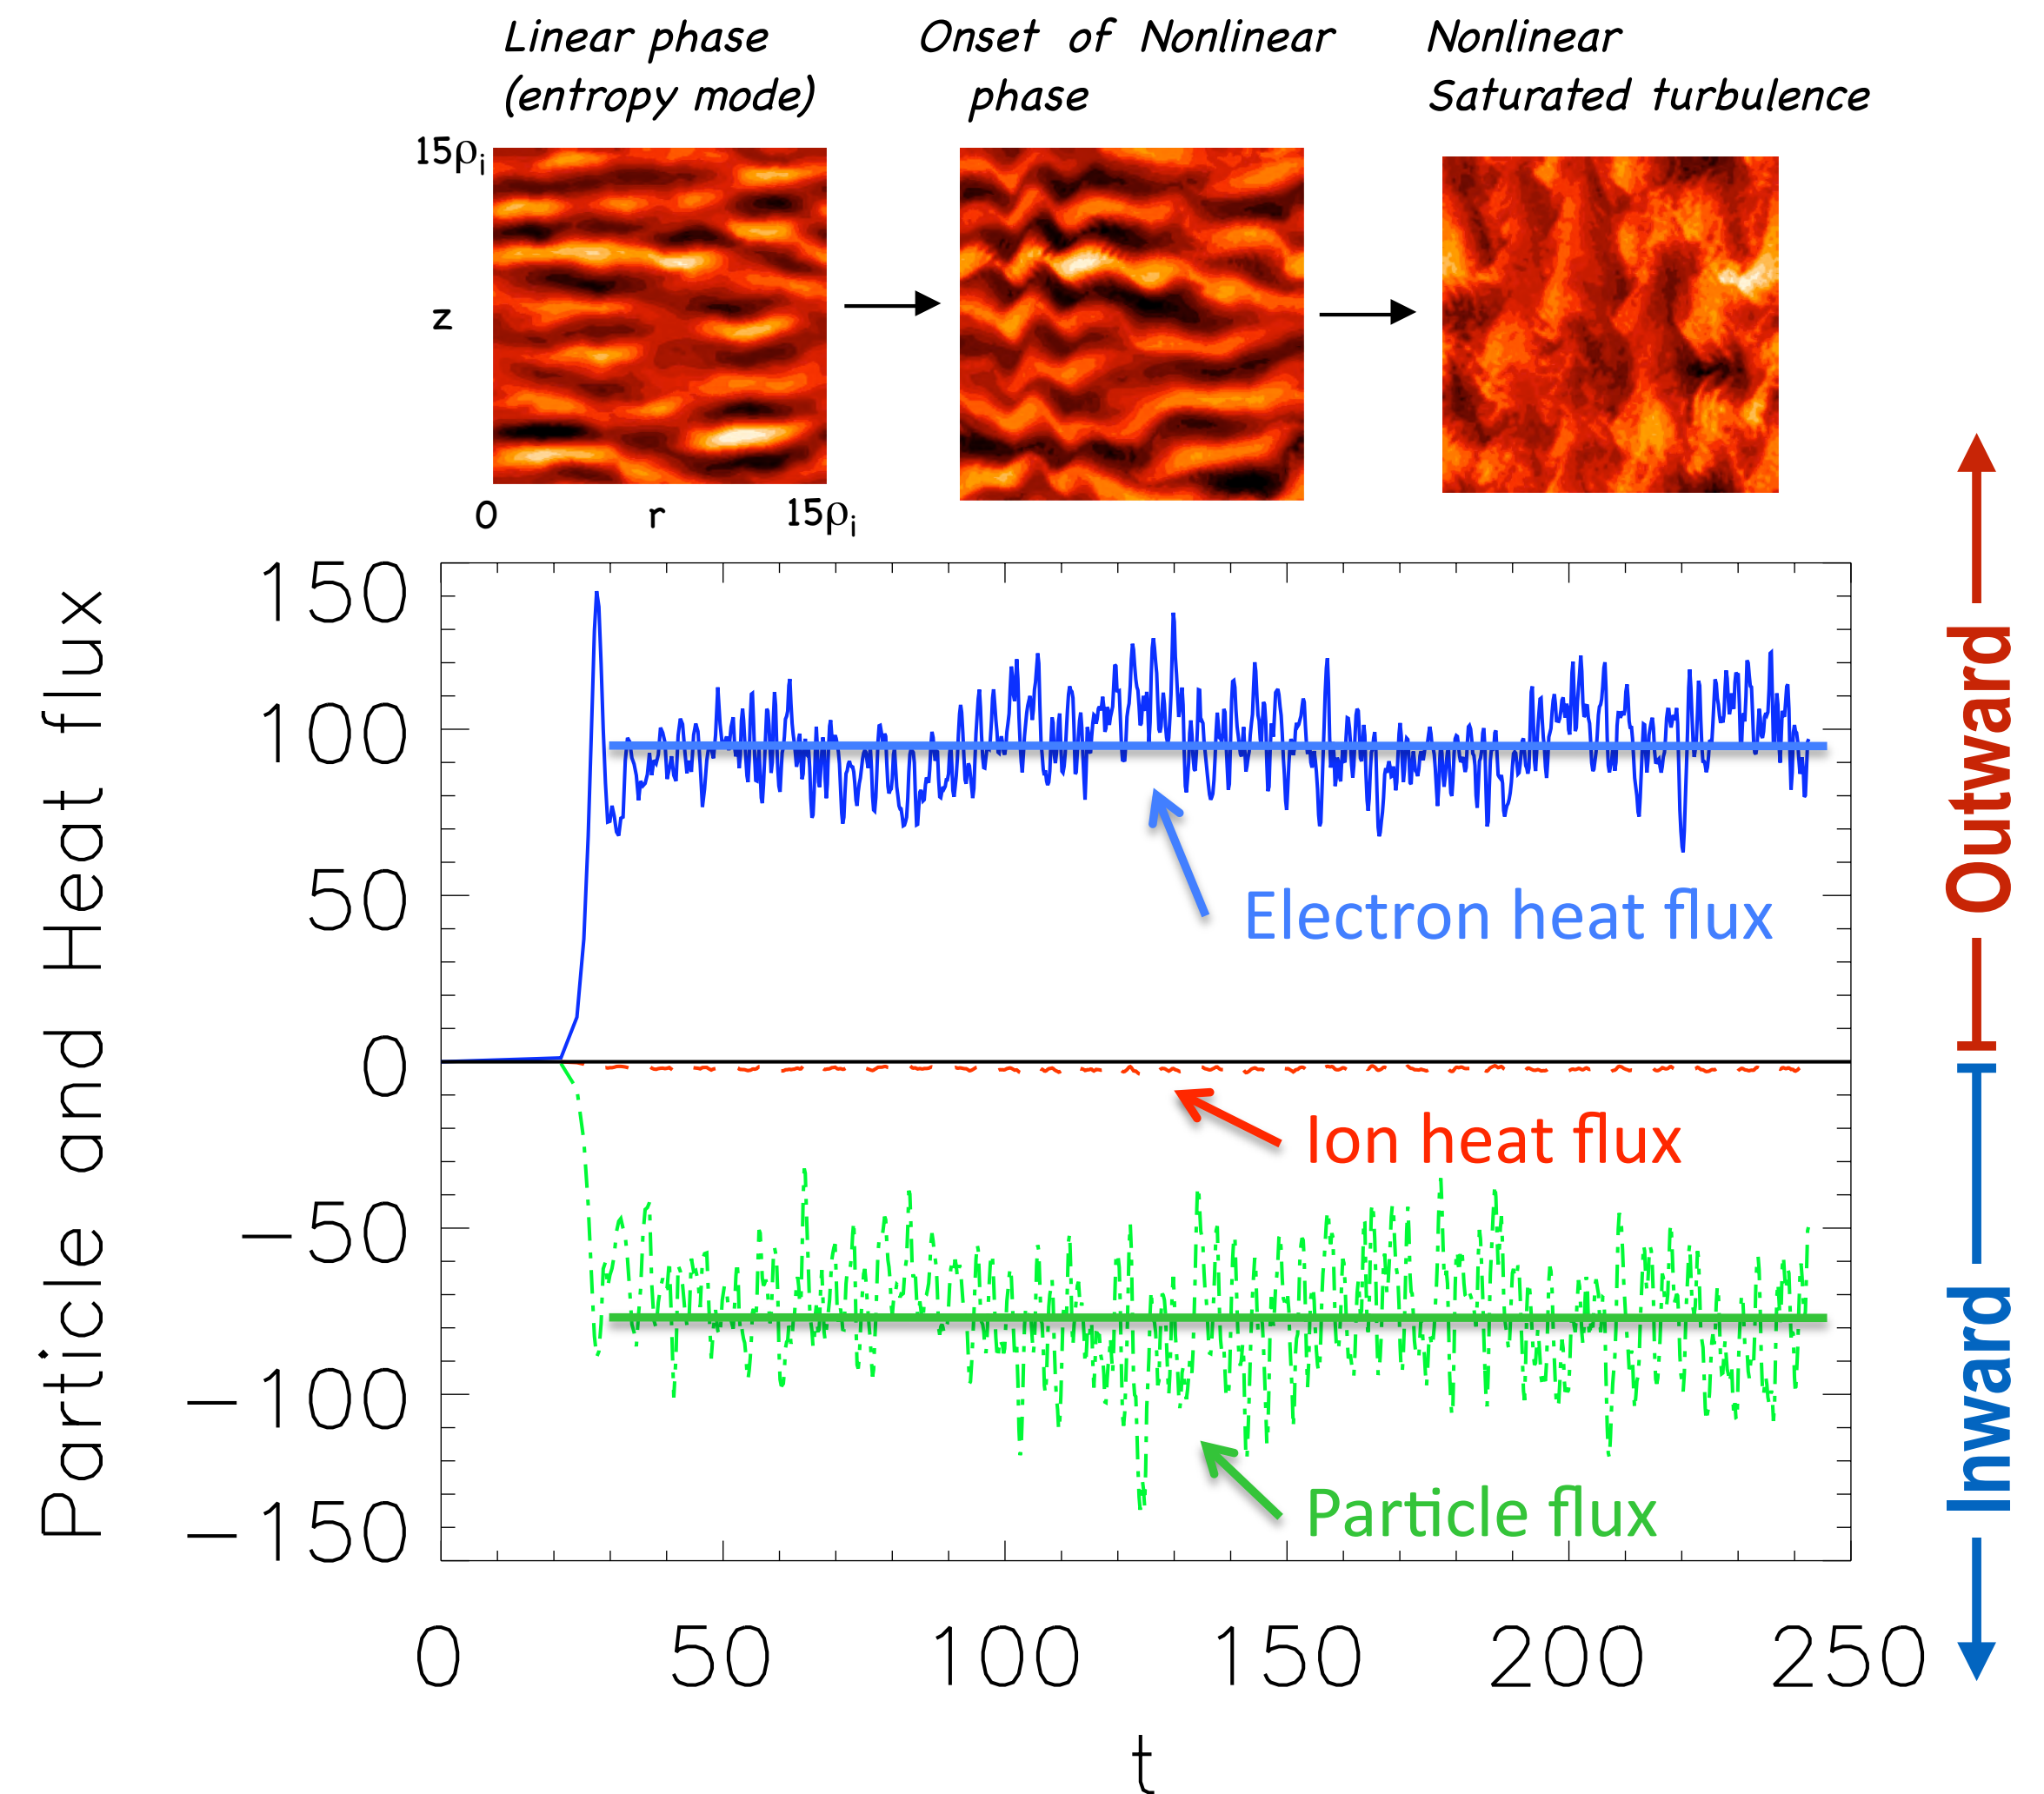 Linear phase
(entropy mode)
Onset of Nonlinear
phase
Nonlinear
Saturated turbulence
15ρi
z
0
r
15ρi
Particle and Heat flux
150
100
50
0
−50
−100
−150
Electron heat flux
Ion heat flux
Particle flux
Outward
Inward
0
50
100
150
200
250
t